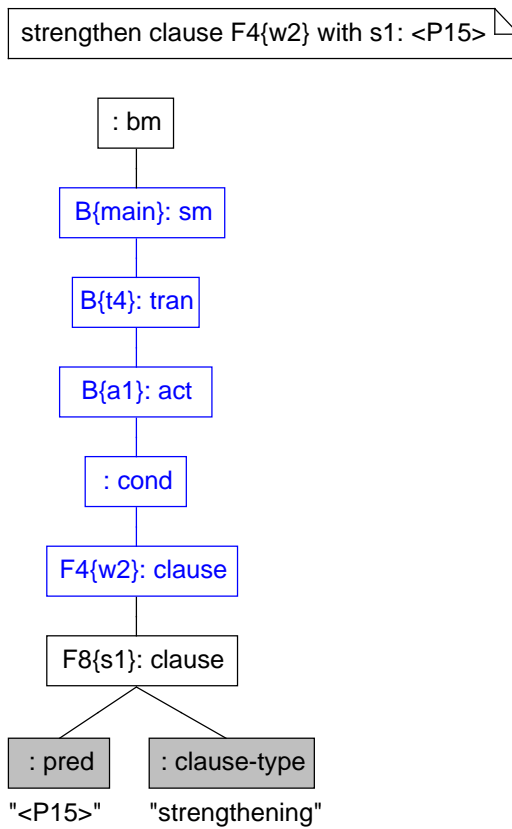 strengthen clause F4{w2} with s1: <P15>
: bm
B{main}: sm
B{t4}: tran
B{a1}: act
: cond
F4{w2}: clause
F8{s1}: clause
: pred : clause-type
"<P15>" "strengthening"